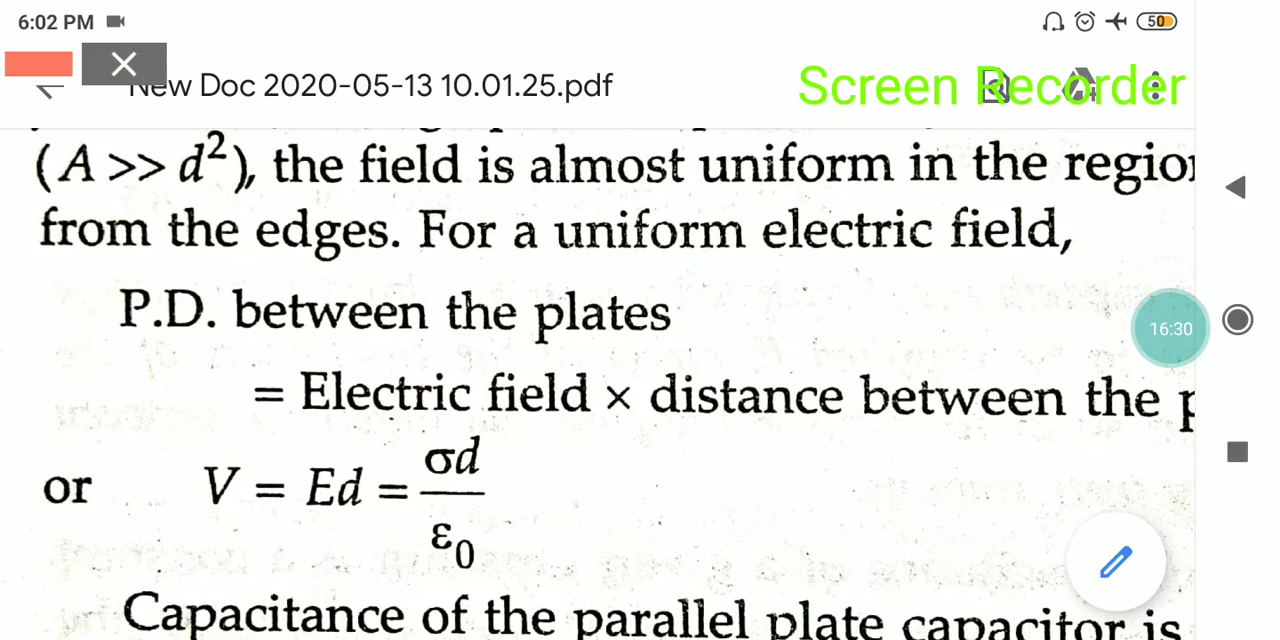 6:02 PM
50
New Doc 2020-05-13 10.01.25.pdf
Screen Recorder
(A >> d²), the field is almost uniform in the
from the edges. For a uniform electric field,
P.D. between the plates
16:30
= Electric field × distance between the
or V = Ed = σd
ε₀
Capacitance of the parallel plate capacitor is